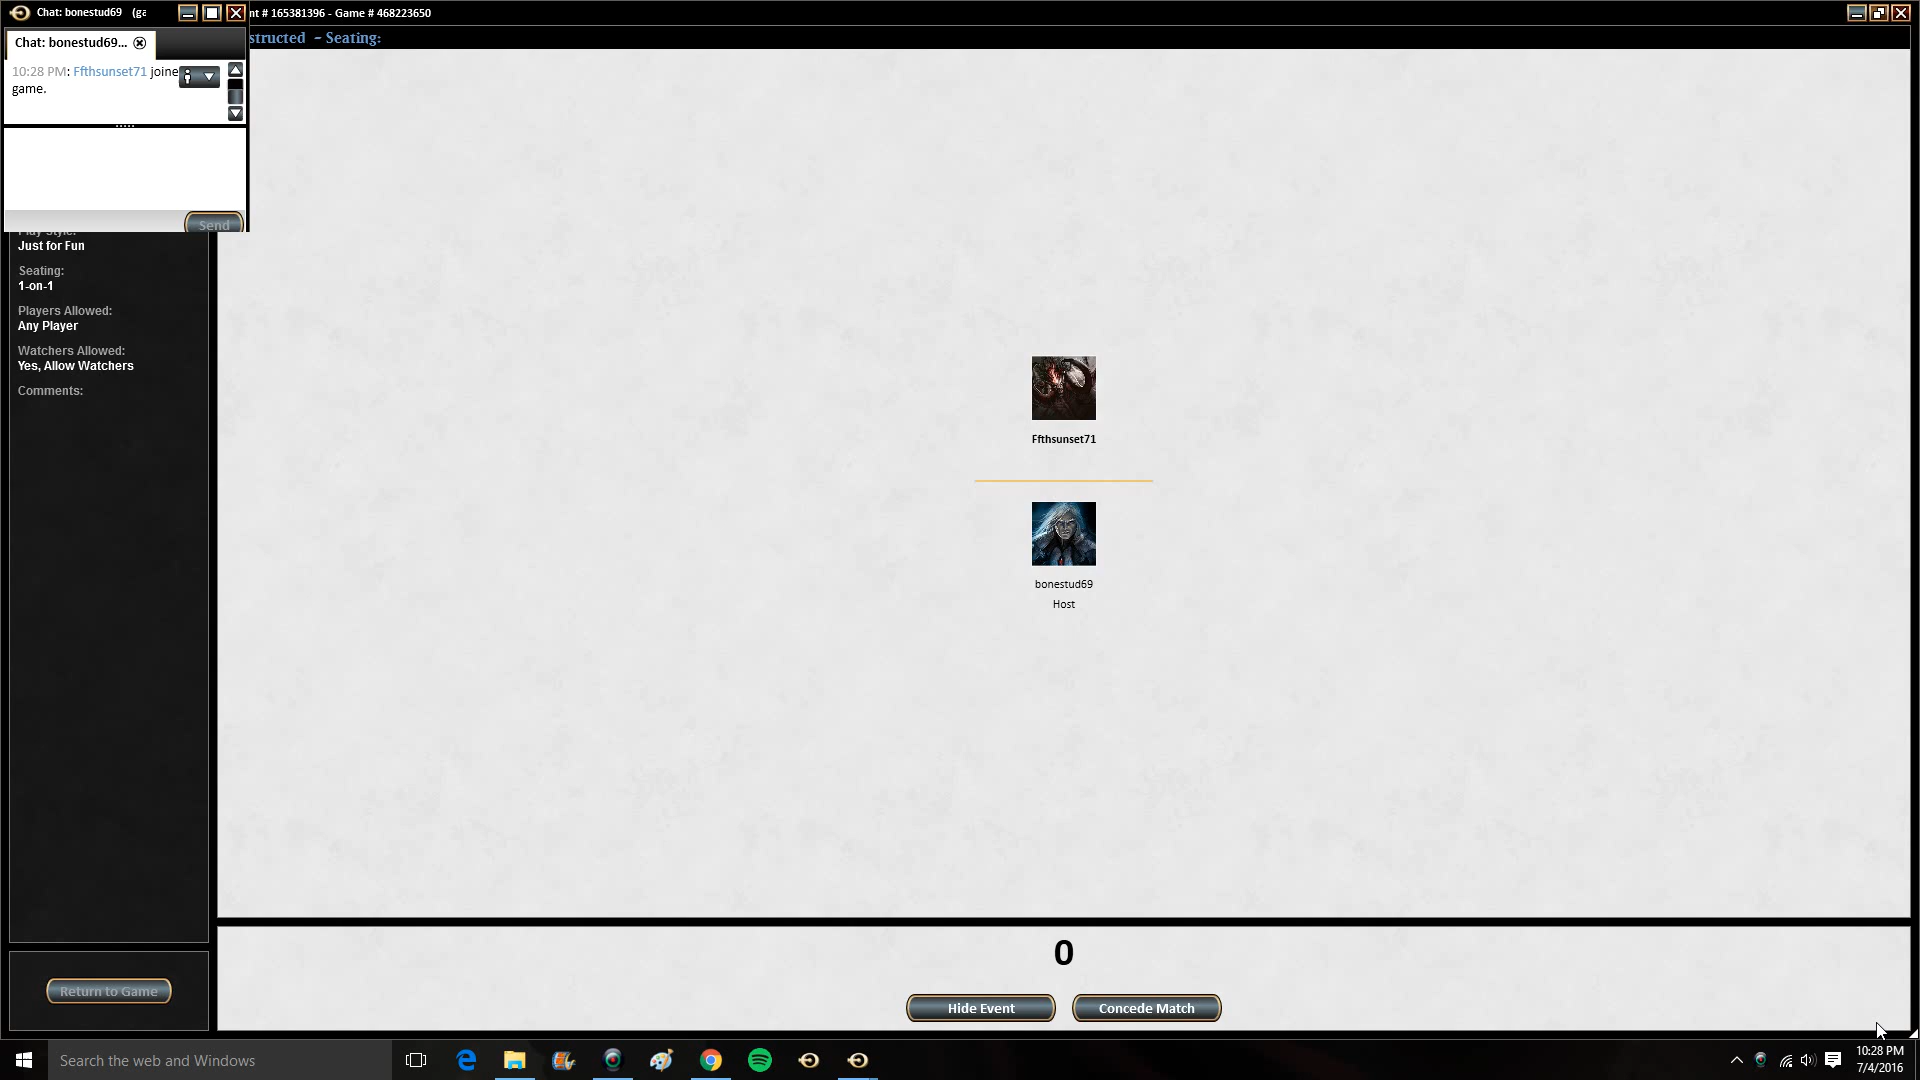 Chat: bonestud69 (ga
nt # 165381396 - Game # 468223650
Chat: bonestud69...
structed ~ Seating:
10:28 PM: Ffthsunset71 joine
game.
Send
Play Style:
Just for Fun
Seating:
1-on-1
Players Allowed:
Any Player
Watchers Allowed:
Yes, Allow Watchers
Comments:
Ffthsunset71
bonestud69
Host
0
Return to Game
Hide Event
Concede Match
Search the web and Windows
10:28 PM
7/4/2016